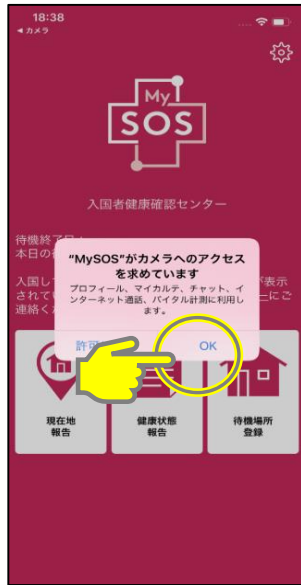 18:38
◀ カメラ
My
SOS
入国者健康確認センター
待機終了日
本日の
入国して
が表示
されてい
にご
連絡く
"MySOS"がカメラへのアクセス
を求めています
プロフィール、マイカルテ、チャット、イ
ンターネット通話、バイタル計測に利用し
ます。
許可
OK
現在地
報告
健康状態
報告
待機場所
登録